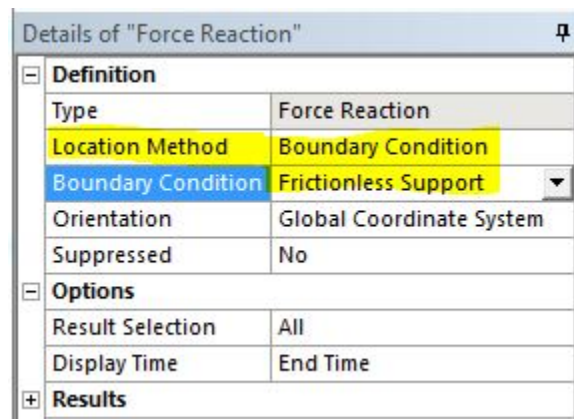 Details of "Force Reaction"
Definition
Type Force Reaction
Location Method Boundary Condition
Boundary Condition Frictionless Support
Orientation Global Coordinate System
Suppressed No
Options
Result Selection All
Display Time End Time
Results